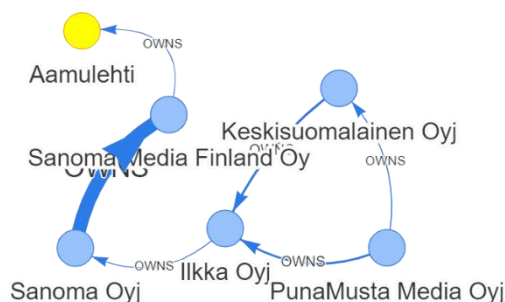 OWNS
Aamulehti
Keskisuomalainen Oyj
OWNS
Sanoma Media Finland Oy
OWNS
OWNS
OWNS
OWNS
Ilkka Oyj
Sanoma Oyj
PunaMusta Media Oyj